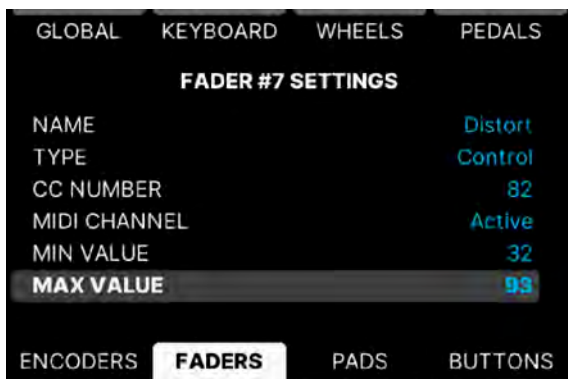 GLOBAL KEYBOARD WHEELS PEDALS
FADER #7 SETTINGS
NAME Distort
TYPE Control
CC NUMBER 82
MIDI CHANNEL Active
MIN VALUE 32
MAX VALUE 93
ENCODERS FADERS PADS BUTTONS